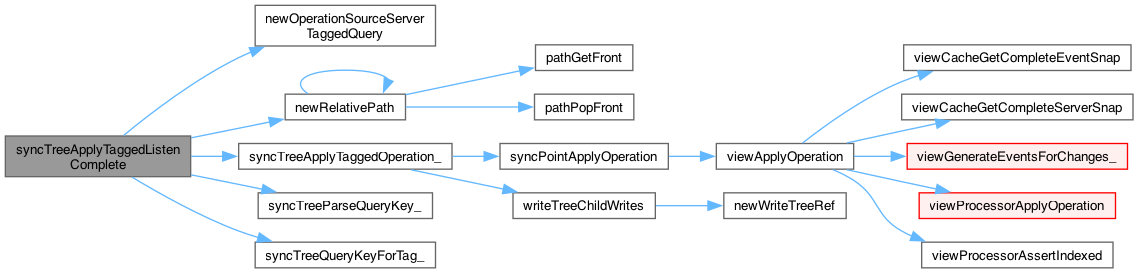 newOperationSourceServer
TaggedQuery
viewCacheGetCompleteEventSnap
pathGetFront
newRelativePath
pathPopFront
viewCacheGetCompleteServerSnap
syncTreeApplyTaggedListen
Complete
syncTreeApplyTaggedOperation_
syncPointApplyOperation
viewApplyOperation
viewGenerateEventsForChanges_
syncTreeParseQueryKey_
writeTreeChildWrites
newWriteTreeRef
viewProcessorApplyOperation
syncTreeQueryKeyForTag_
viewProcessorAssertIndexed